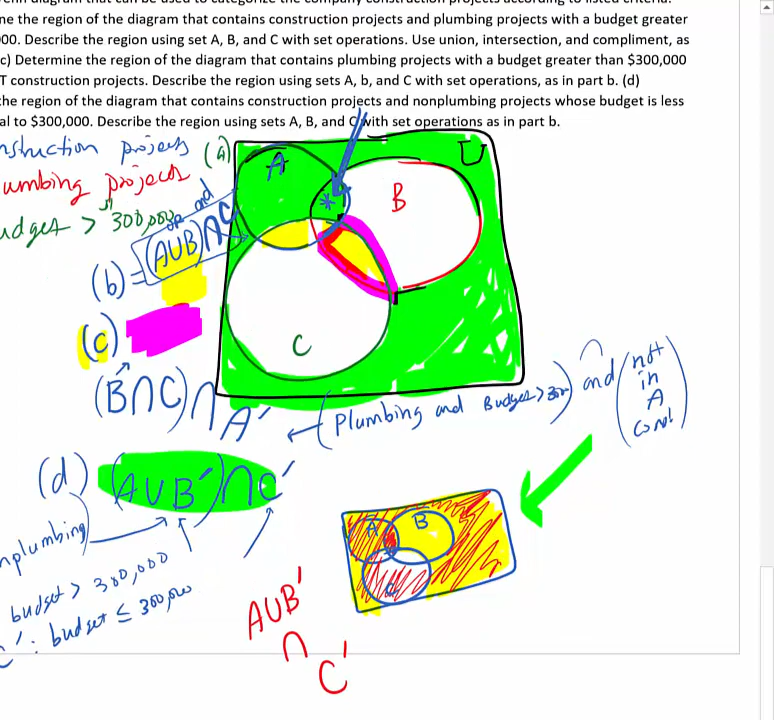 ne the region of the diagram that contains construction projects and plumbing projects with a budget greater
00. Describe the region using set A, B, and C with set operations. Use union, intersection, and compliment, as
c) Determine the region of the diagram that contains plumbing projects with a budget greater than $300,000
T construction projects. Describe the region using sets A, b, and C with set operations, as in part b. (d)
he region of the diagram that contains construction projects and nonplumbing projects whose budget is less
al to $300,000. Describe the region using sets A, B, and C with set operations as in part b.
nstruction projects (a)
umbing projects
udgets > 300,000
U
A
B
C
or and
(b) = (A∪B)∩C
(c)
(B∩C)∩A′ ← (Plumbing and Budgets > 300) and (not in A const)
(d) (A∪B′)∩C′
nplumbing)
budget > 300,000
C′: budget ≤ 300,000
A
B
C
A∪B′
∩
C′